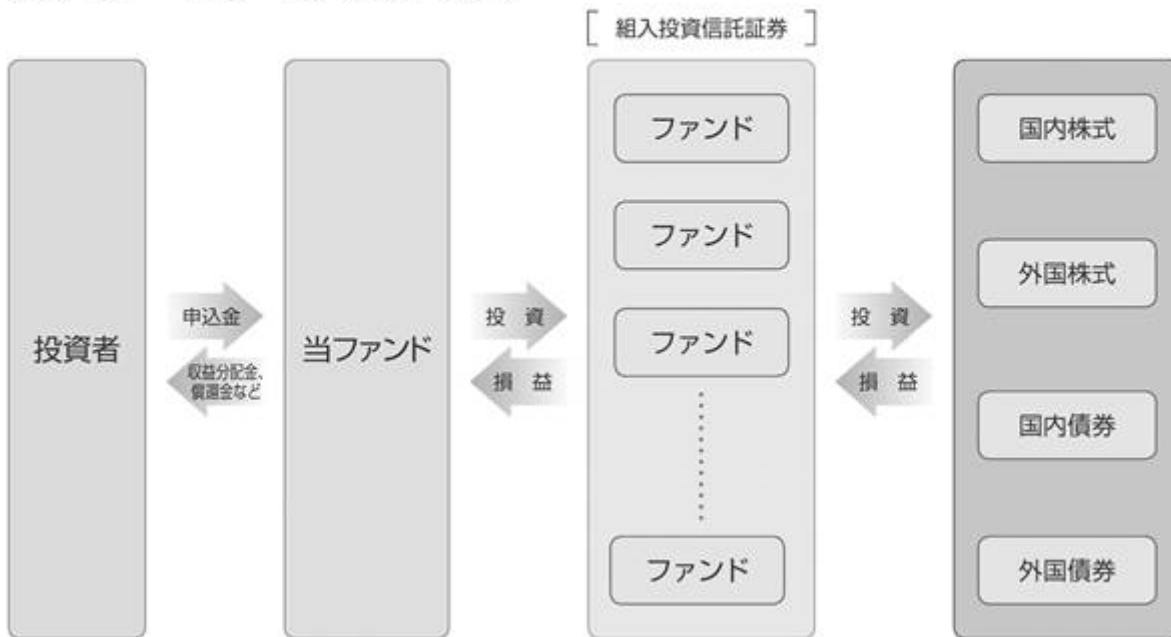 [ 組入投資信託証券 ]
投資者
申込金
収益分配金、
償還金など
当ファンド
投 資
損 益
ファンド
ファンド
ファンド
ファンド
投 資
損 益
国内株式
外国株式
国内債券
外国債券